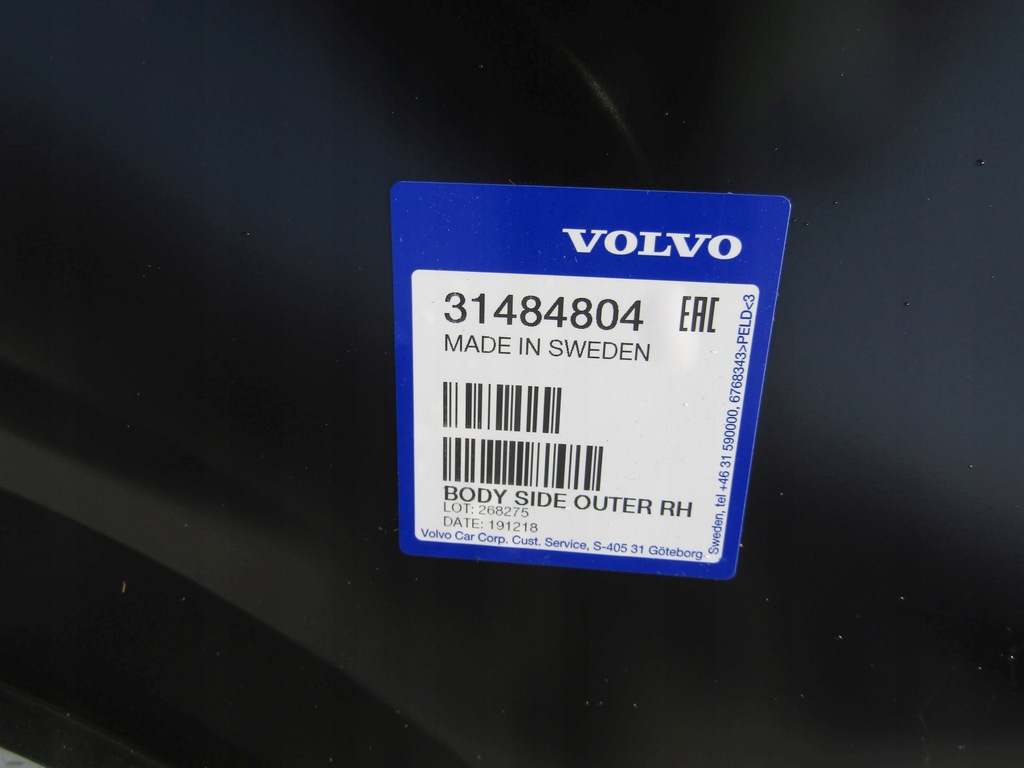 VOLVO
31484804 EAC
MADE IN SWEDEN
BODY SIDE OUTER RH
LOT: 268275
DATE: 191218
Volvo Car Corp. Cust. Service, S-405 31 Göteborg,
Sweden, tel +46 31 590000, 6768343>PELD<3